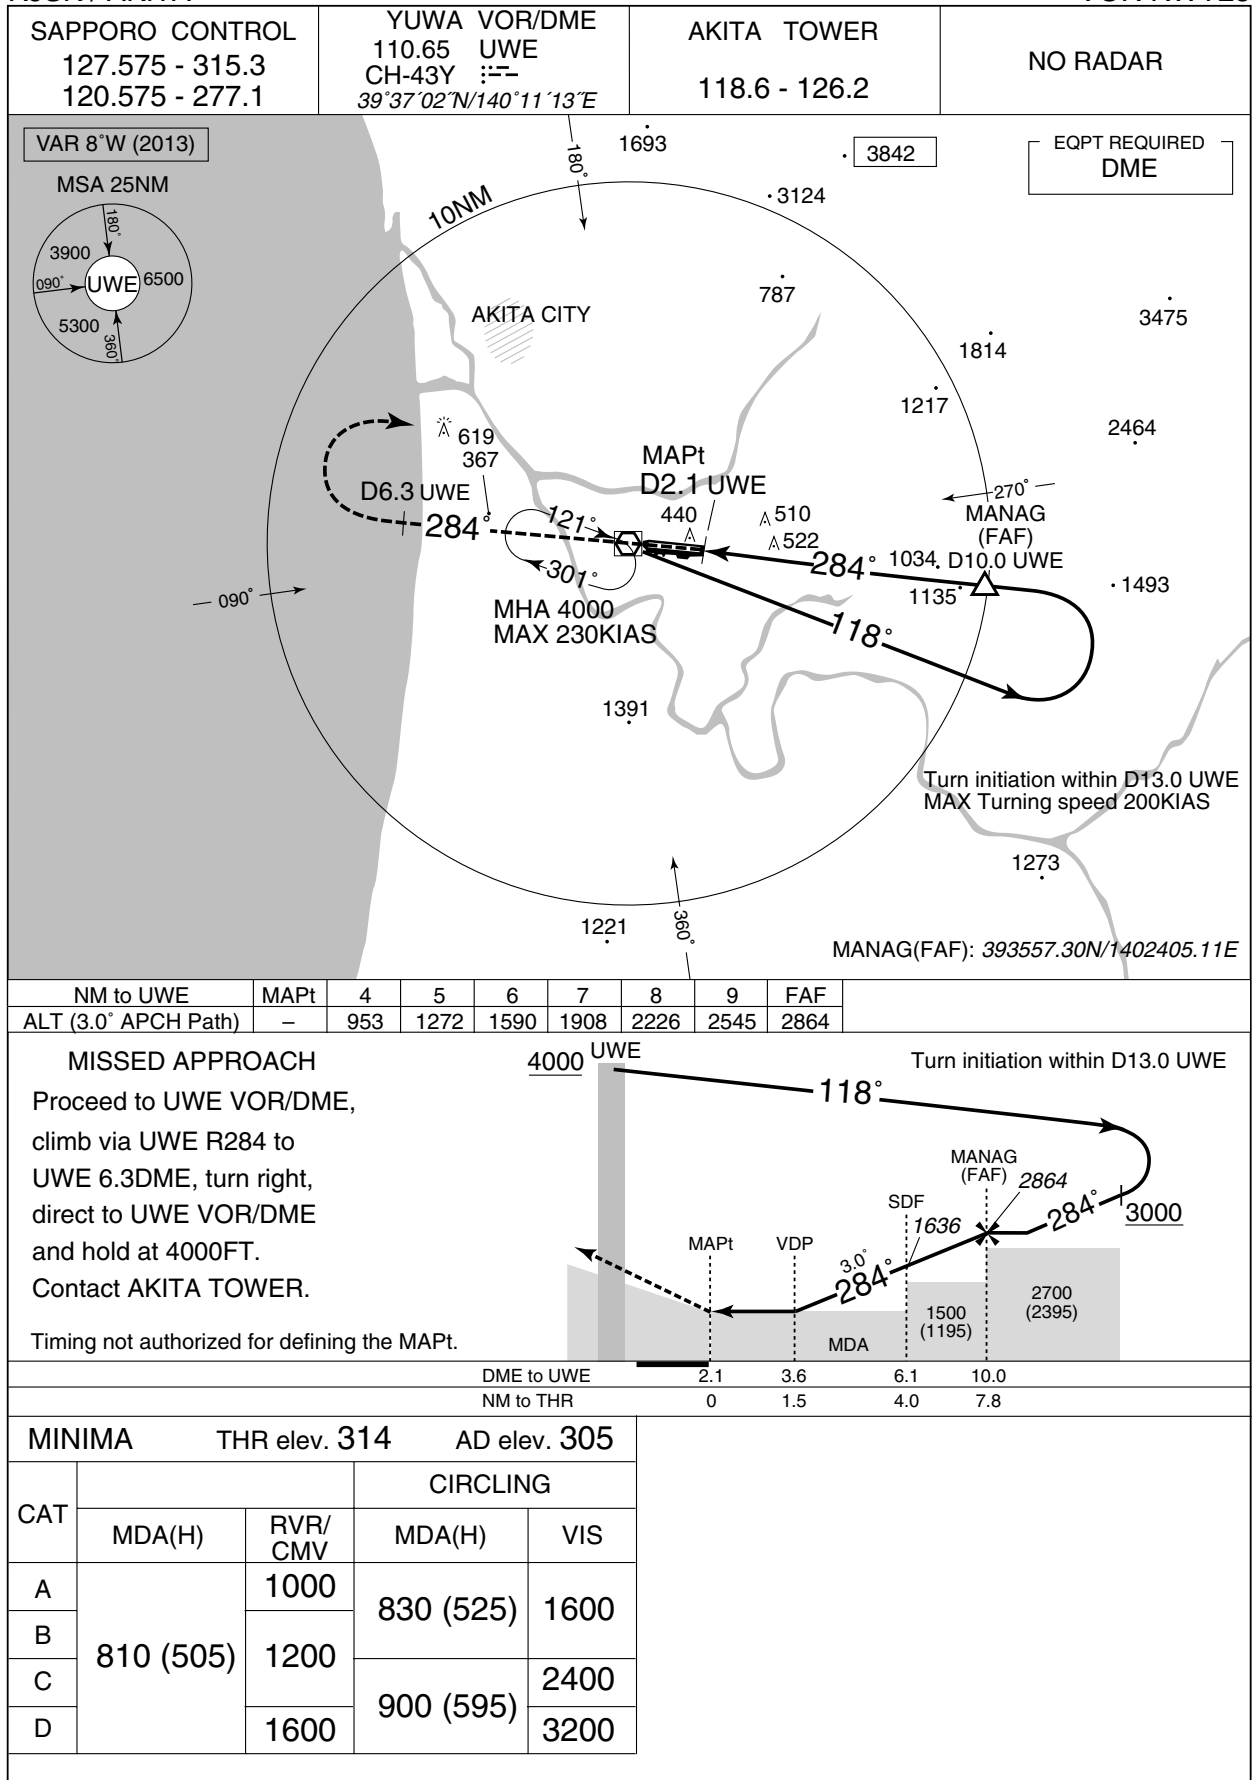 SAPPORO CONTROL
127.575 - 315.3
120.575 - 277.1
YUWA VOR/DME
110.65 UWE
CH-43Y
39°37´02˝N/140°11´13˝E
AKITA TOWER
118.6 - 126.2
NO RADAR
VAR 8°W (2013)
MSA 25NM
180°
3900
090°
UWE
6500
5300
360°
180°
1693
3842
EQPT REQUIRED
DME
10NM
3124
787
AKITA CITY
3475
1814
1217
2464
619
367
MAPt
D2.1 UWE
D6.3 UWE
284°
121°
440
510
522
270°
MANAG
(FAF)
D10.0 UWE
284°
1034
1135
1493
301°
090°
MHA 4000
MAX 230KIAS
118°
1391
Turn initiation within D13.0 UWE
MAX Turning speed 200KIAS
1273
1221
360°
MANAG(FAF): 393557.30N/1402405.11E
NM to UWE MAPt 4 5 6 7 8 9 FAF
ALT (3.0° APCH Path) – 953 1272 1590 1908 2226 2545 2864
MISSED APPROACH
Proceed to UWE VOR/DME,
climb via UWE R284 to
UWE 6.3DME, turn right,
direct to UWE VOR/DME
and hold at 4000FT.
Contact AKITA TOWER.
Timing not authorized for defining the MAPt.
4000
UWE
Turn initiation within D13.0 UWE
118°
MANAG
(FAF)
2864
SDF
1636
284°
3000
MAPt
VDP
3.0°
284°
MDA
1500
(1195)
2700
(2395)
DME to UWE 2.1 3.6 6.1 10.0
NM to THR 0 1.5 4.0 7.8
MINIMA THR elev. 314 AD elev. 305
CAT
CIRCLING
MDA(H)
RVR/
CMV
MDA(H)
VIS
A
B
C
D
810 (505)
1000
1200
1600
830 (525)
900 (595)
1600
2400
3200